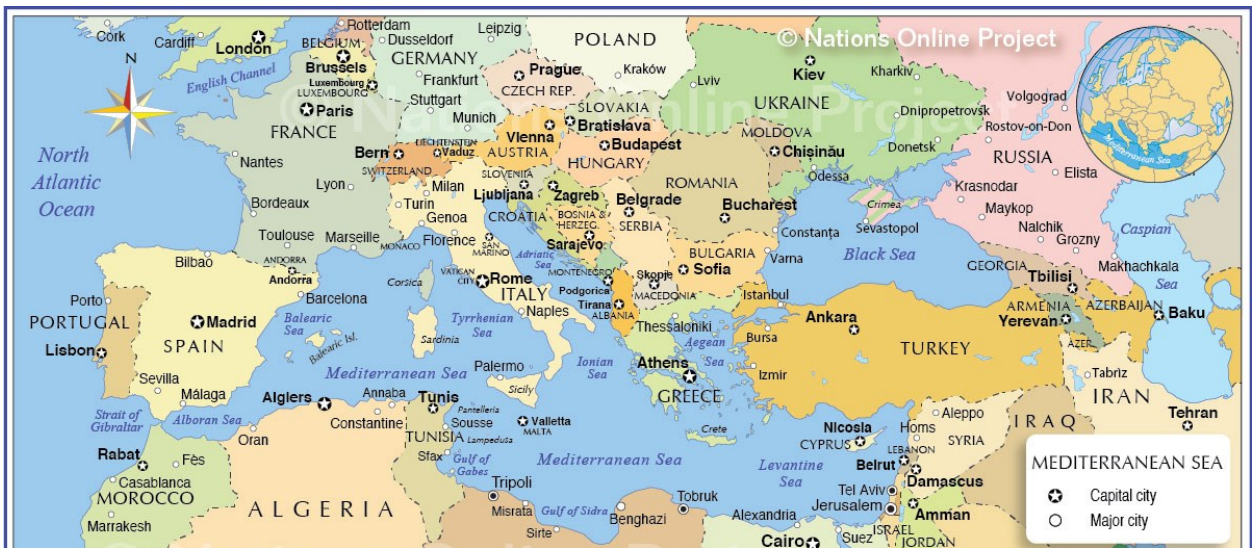 Cork
Cardiff
London
English Channel
Rotterdam
BELGIUM
Brussels
Luxembourg
LUXEMBOURG
Dusseldorf
GERMANY
Frankfurt
Stuttgart
Munich
Leipzig
POLAND
Kraków
Prague
CZECH REP.
SLOVAKIA
Bratislava
Vienna
AUSTRIA
LIECHTENSTEIN
Vaduz
Bern
SWITZERLAND
Budapest
HUNGARY
© Nations Online Project
Lviv
Kiev
UKRAINE
Kharkiv
Dnipropetrovsk
Donetsk
MOLDOVA
Chisinău
Odessa
Volgograd
Rostov-on-Don
RUSSIA
Elista
Krasnodar
Maykop
Nalchik
Grozny
Makhachkala
Crimea
Sevastopol
Mediterranean Sea
N
© Nations Online Project
North
Atlantic
Ocean
Paris
FRANCE
Nantes
Lyon
Bordeaux
Toulouse
Marseille
MONACO
ANDORRA
Andorra
Milan
Turin
Genoa
Florence
SAN
MARINO
VATICAN
CITY
Rome
ITALY
Naples
SLOVENIJA
Ljubljana
Zagreb
CROATIA
BOSNIA &
HERZEG.
Sarajevo
Adriatic
Sea
Belgrade
SERBIA
MONTENEGRO
Podgorica
Skopje
MACEDONIA
Tirana
ALBANIA
ROMANIA
Bucharest
Constanţa
BULGARIA
Sofia
Varna
Black Sea
GEORGIA
Tbilisi
ARMENIA
Yerevan
AZERBAIJAN
AZER.
Baku
Caspian
Sea
Bilbao
Porto
PORTUGAL
Lisbon
Madrid
SPAIN
Barcelona
Balearic
Sea
Balearic Isl.
Sevilla
Málaga
Strait of
Gibraltar
Alboran Sea
Corsica
Sardinia
Tyrrhenian
Sea
Mediterranean Sea
Palermo
Sicily
Ionian
Sea
Thessaloniki
Aegean
Sea
Athens
GREECE
Crete
Istanbul
Bursa
Izmir
Ankara
TURKEY
Tabrīz
IRAN
Tehran
IRAQ
Aleppo
Homs
SYRIA
LEBANON
Beirut
Damascus
Nicosia
CYPRUS
Levantine
Sea
Tel Aviv
Jerusalem
ISRAEL
Amman
JORDAN
Rabat
Fès
Casablanca
MOROCCO
Marrakesh
Oran
Algiers
Constantine
Annaba
ALGERIA
Tunis
TUNISIA
Sousse
Sfax
Pantelleria
Lampedusa
Gulf of
Gabes
Valletta
MALTA
Mediterranean Sea
Tripoli
Misrata
Sirte
Gulf of Sidra
Benghazi
Tobruk
Alexandria
Cairo
Suez
MEDITERRANEAN SEA
Capital city
Major city